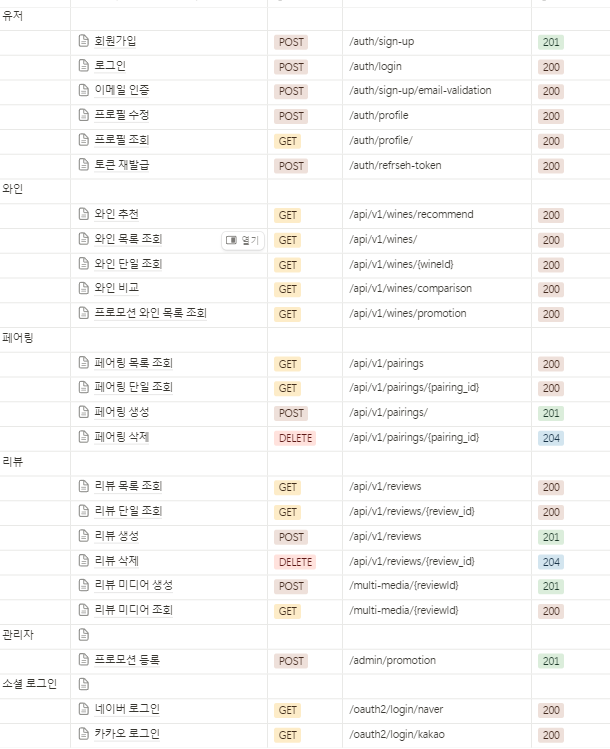 유저
회원가입 POST /auth/sign-up 201
로그인 POST /auth/login 200
이메일 인증 POST /auth/sign-up/email-validation 200
프로필 수정 POST /auth/profile 200
프로필 조회 GET /auth/profile/ 200
토큰 재발급 POST /auth/refrseh-token 200
와인
와인 추천 GET /api/v1/wines/recommend 200
와인 목록 조회 열기 GET /api/v1/wines/ 200
와인 단일 조회 GET /api/v1/wines/{wineId} 200
와인 비교 GET /api/v1/wines/comparison 200
프로모션 와인 목록 조회 GET /api/v1/wines/promotion 200
페어링
페어링 목록 조회 GET /api/v1/pairings 200
페어링 단일 조회 GET /api/v1/pairings/{pairing_id} 200
페어링 생성 POST /api/v1/pairings/ 201
페어링 삭제 DELETE /api/v1/pairings/{pairing_id} 204
리뷰
리뷰 목록 조회 GET /api/v1/reviews 200
리뷰 단일 조회 GET /api/v1/reviews/{review_id} 200
리뷰 생성 POST /api/v1/reviews 201
리뷰 삭제 DELETE /api/v1/reviews/{review_id} 204
리뷰 미디어 생성 POST /multi-media/{reviewId} 201
리뷰 미디어 조회 GET /multi-media/{reviewId} 200
관리자
프로모션 등록 POST /admin/promotion 201
소셜 로그인
네이버 로그인 GET /oauth2/login/naver 200
카카오 로그인 GET /oauth2/login/kakao 200